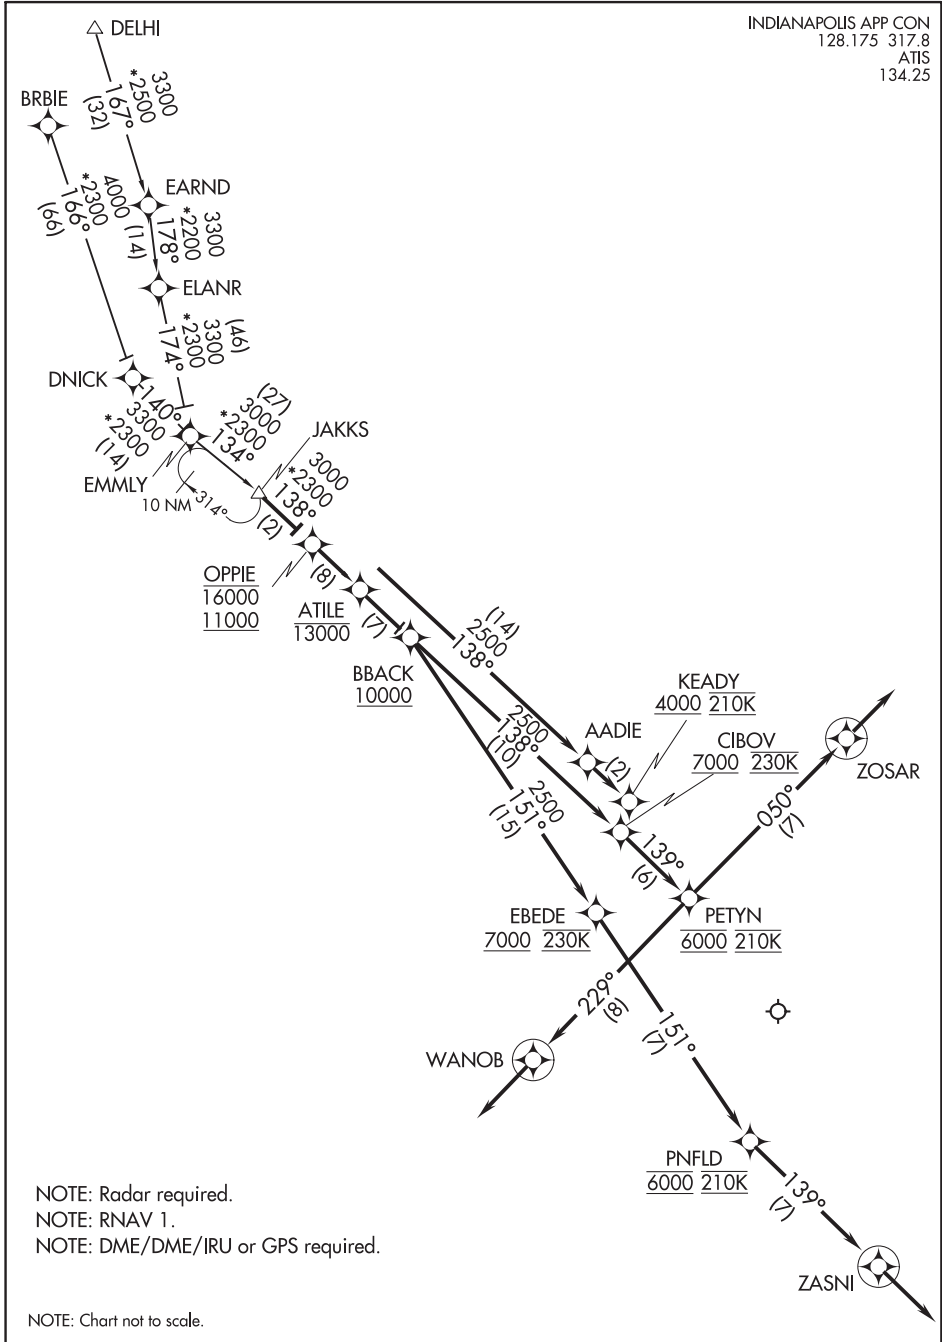 INDIANAPOLIS APP CON
128.175 317.8
ATIS
134.25
DELHI
3300
*2500
167°
(32)
BRBIE
4000
*2300
166°
(66)
EARND
3300
*2200
178°
(14)
ELANR
(46)
3300
*2300
174°
DNICK
140°
3300
*2300
(14)
EMMLY
(27)
3000
*2300
134°
JAKKS
10 NM
314°
3000
*2300
138°
(2)
OPPIE
16000
11000
(8)
ATILE
13000
(7)
BBACK
10000
(14)
2500
138°
KEADY
4000 210K
AADIE
(2)
CIBOV
7000 230K
2500
138°
(10)
2500
151°
(15)
ZOSAR
050°
(7)
139°
(6)
EBEDE
7000 230K
PETYN
6000 210K
229°
(8)
151°
(7)
WANOB
PNFLD
6000 210K
139°
(7)
ZASNI
NOTE: Radar required.
NOTE: RNAV 1.
NOTE: DME/DME/IRU or GPS required.
NOTE: Chart not to scale.